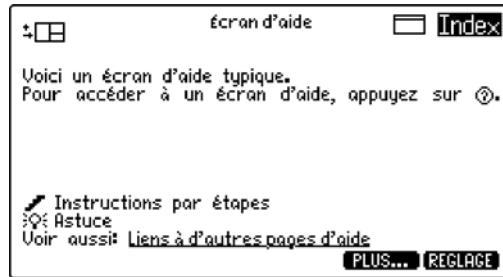 écran d'aide
Index
Voici un écran d'aide typique.
Pour accéder à un écran d'aide, appuyez sur ?.
Instructions par étapes
Astuce
Voir aussi: Liens à d'autres pages d'aide
PLUS...
REGLAGE